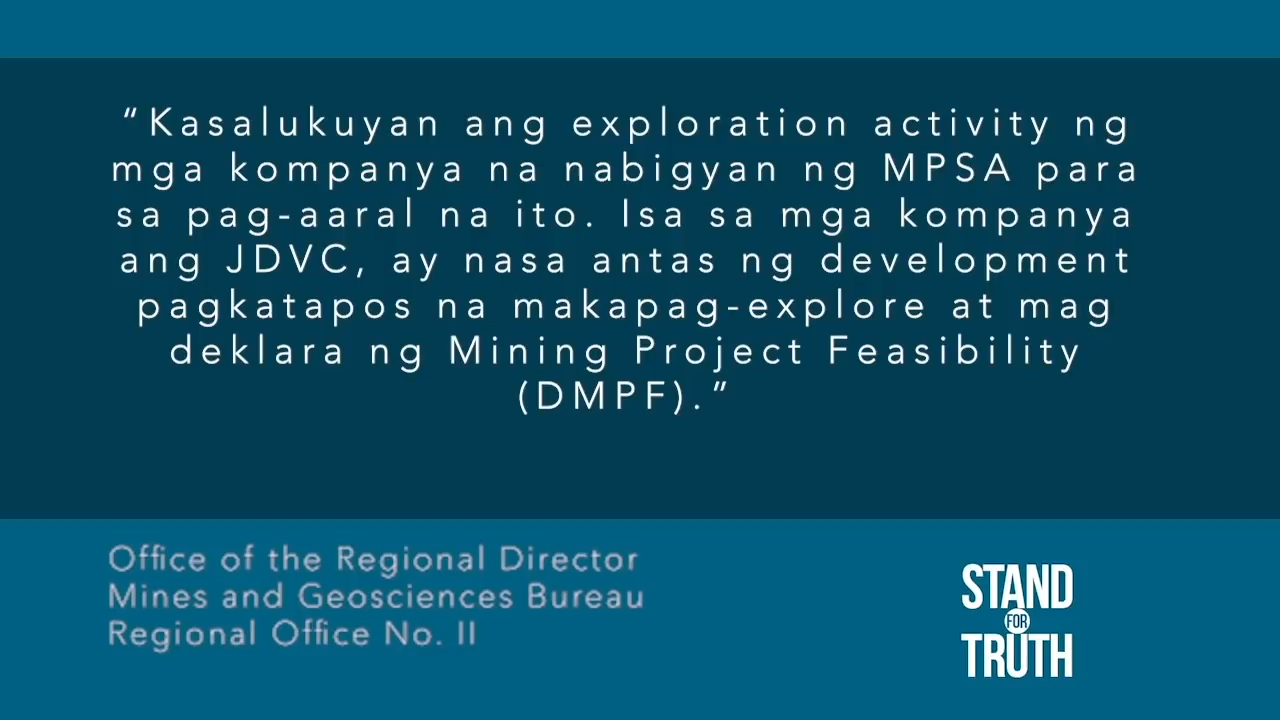 “Kasalukuyan ang exploration activity ng
mga kompanya na nabigyan ng MPSA para
sa pag-aaral na ito. Isa sa mga kompanya
ang JDVC, ay nasa antas ng development
pagkatapos na makapag-explore at mag
deklara ng Mining Project Feasibility
(DMPF).”
Office of the Regional Director
Mines and Geosciences Bureau
Regional Office No. II
STAND
FOR
TRUTH